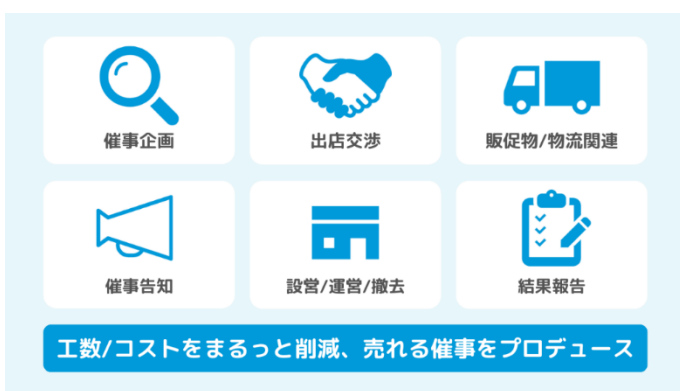 催事企画
出店交渉
販促物/物流関連
催事告知
設営/運営/撤去
結果報告
工数/コストをまるっと削減、売れる催事をプロデュース